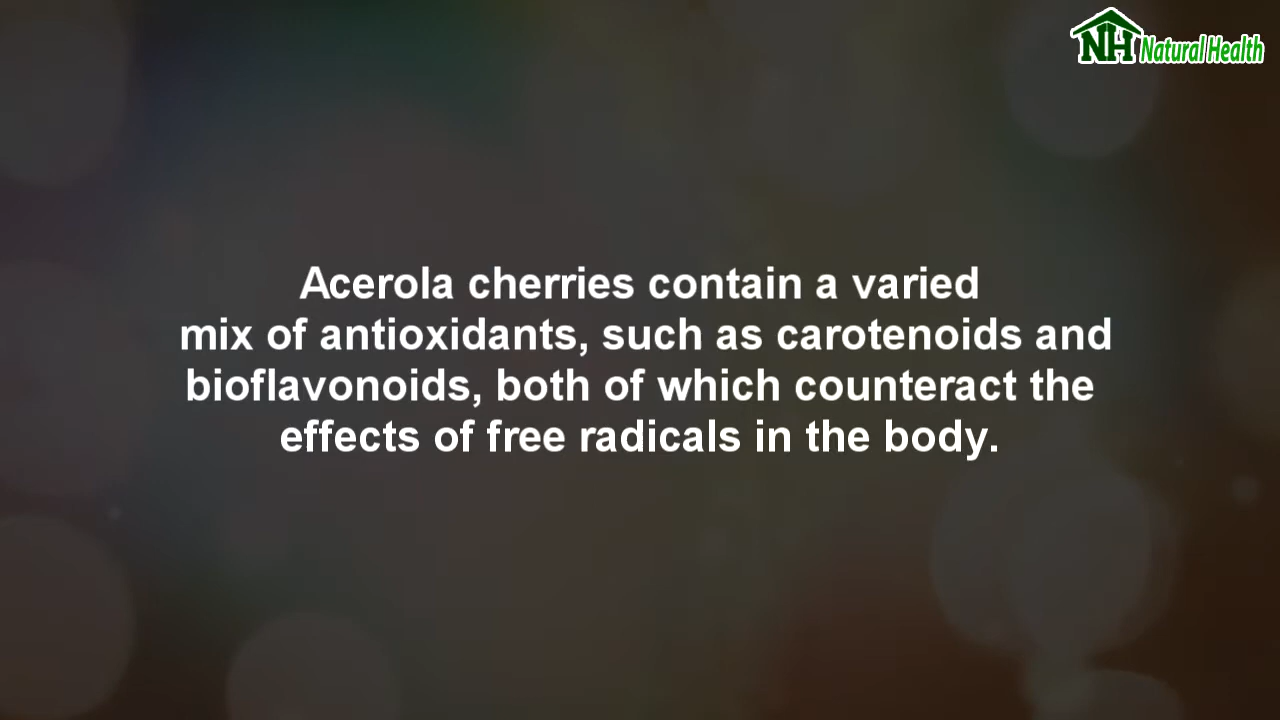 NH Natural Health
Acerola cherries contain a varied
mix of antioxidants, such as carotenoids and
bioflavonoids, both of which counteract the
effects of free radicals in the body.